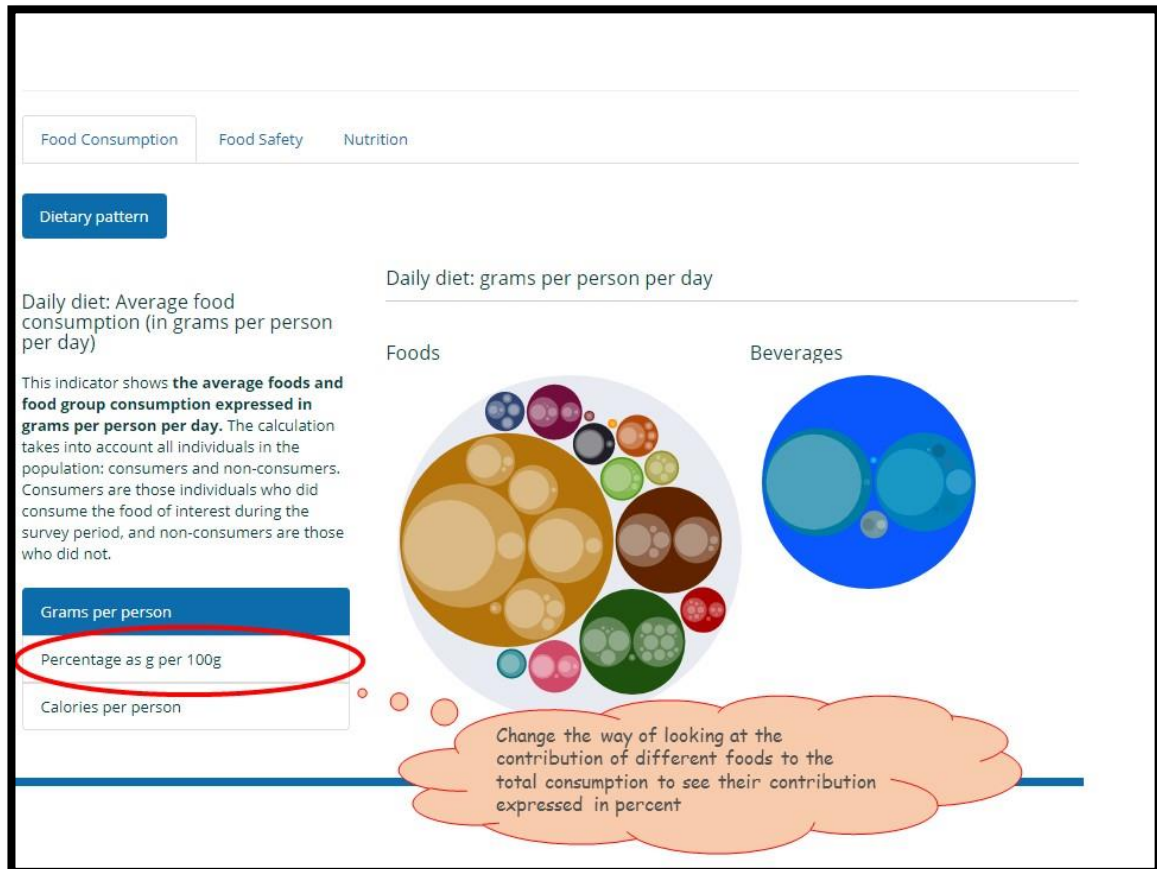 Food Consumption Food Safety Nutrition
Dietary pattern
Daily diet: Average food
consumption (in grams per person
per day)
This indicator shows the average foods and
food group consumption expressed in
grams per person per day. The calculation
takes into account all individuals in the
population: consumers and non-consumers.
Consumers are those individuals who did
consume the food of interest during the
survey period, and non-consumers are those
who did not.
Grams per person
Percentage as g per 100g
Calories per person
Daily diet: grams per person per day
Foods
Beverages
Change the way of looking at the
contribution of different foods to the
total consumption to see their contribution
expressed in percent